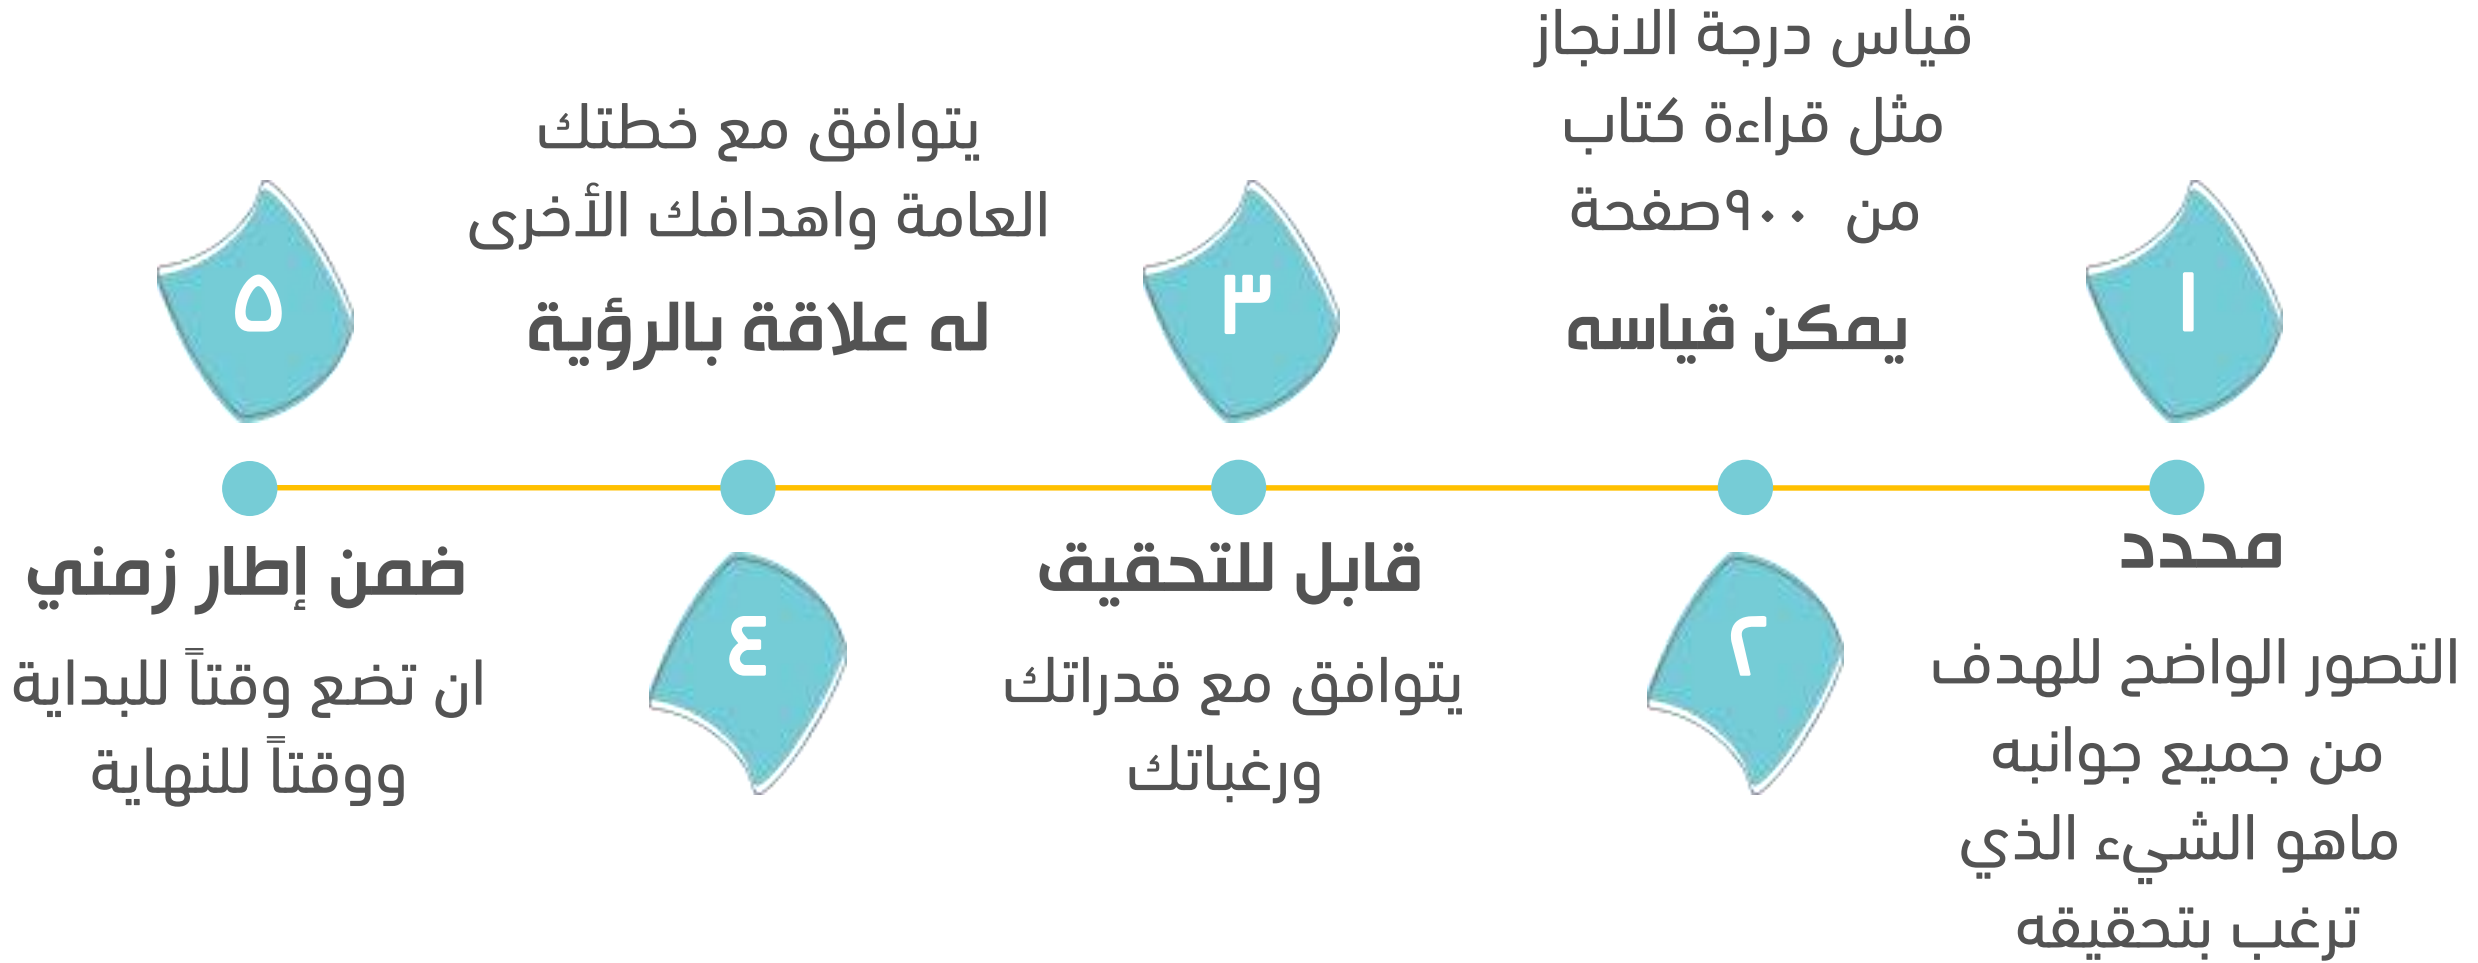 ١
محدد
التصور الواضح للهدف
من جميع جوانبه
ماهو الشيء الذي
ترغب بتحقيقه
٢
قياس درجة الانجاز
مثل قراءة كتاب
من ٩٠٠صفحة
يمكن قياسه
٣
قابل للتحقيق
يتوافق مع قدراتك
ورغباتك
٤
يتوافق مع خطتك
العامة واهدافك الأخرى
له علاقة بالرؤية
٥
ضمن إطار زمني
ان تضع وقتاً للبداية
ووقتاً للنهاية